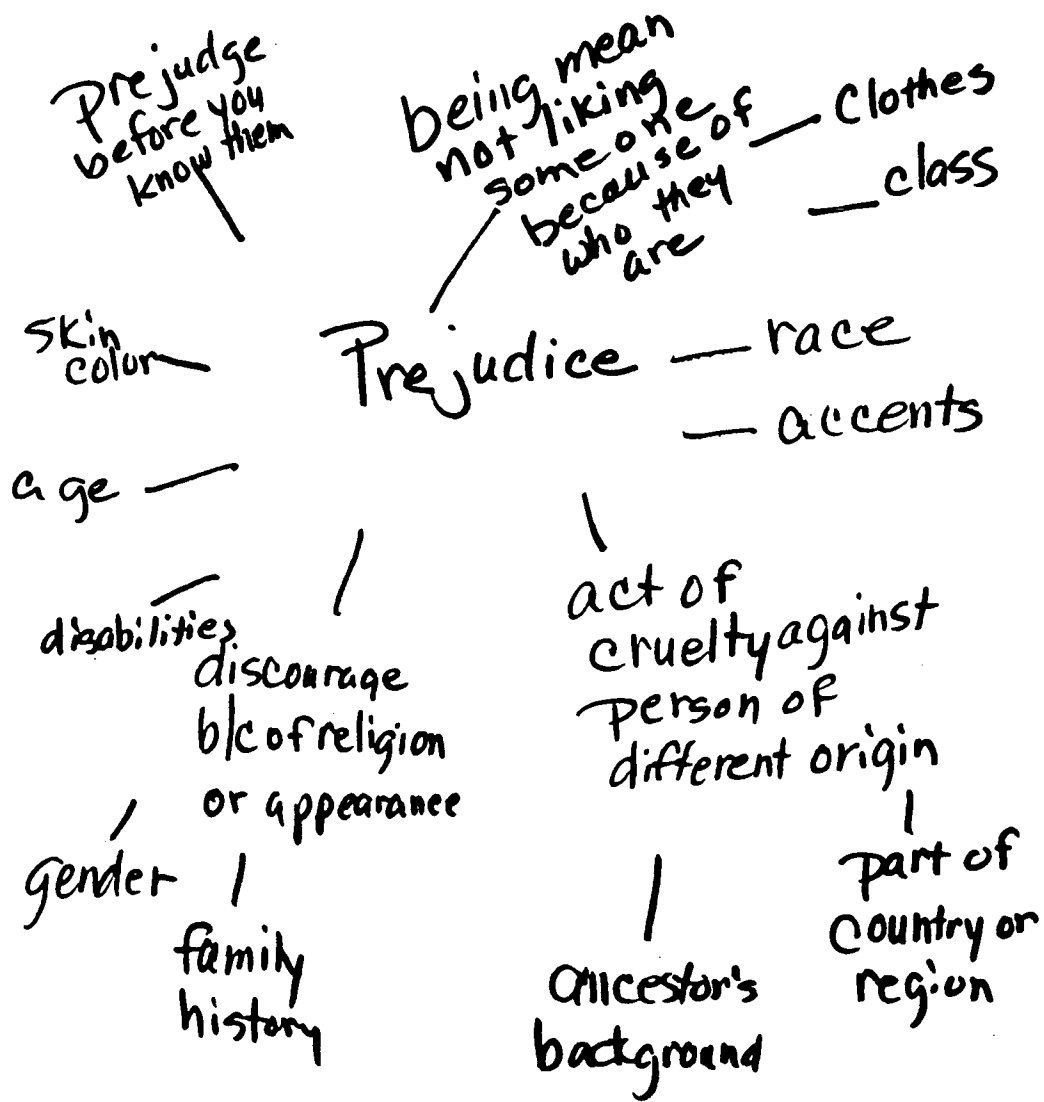 Prejudge
before you
know them
being mean
not liking
someone
because of
who they
are
Clothes
class
skin
color
Prejudice
race
accents
age
disabilities
discourage
b/c of religion
or appearance
act of
cruelty against
person of
different origin
gender
family
history
ancestor's
background
part of
country or
region